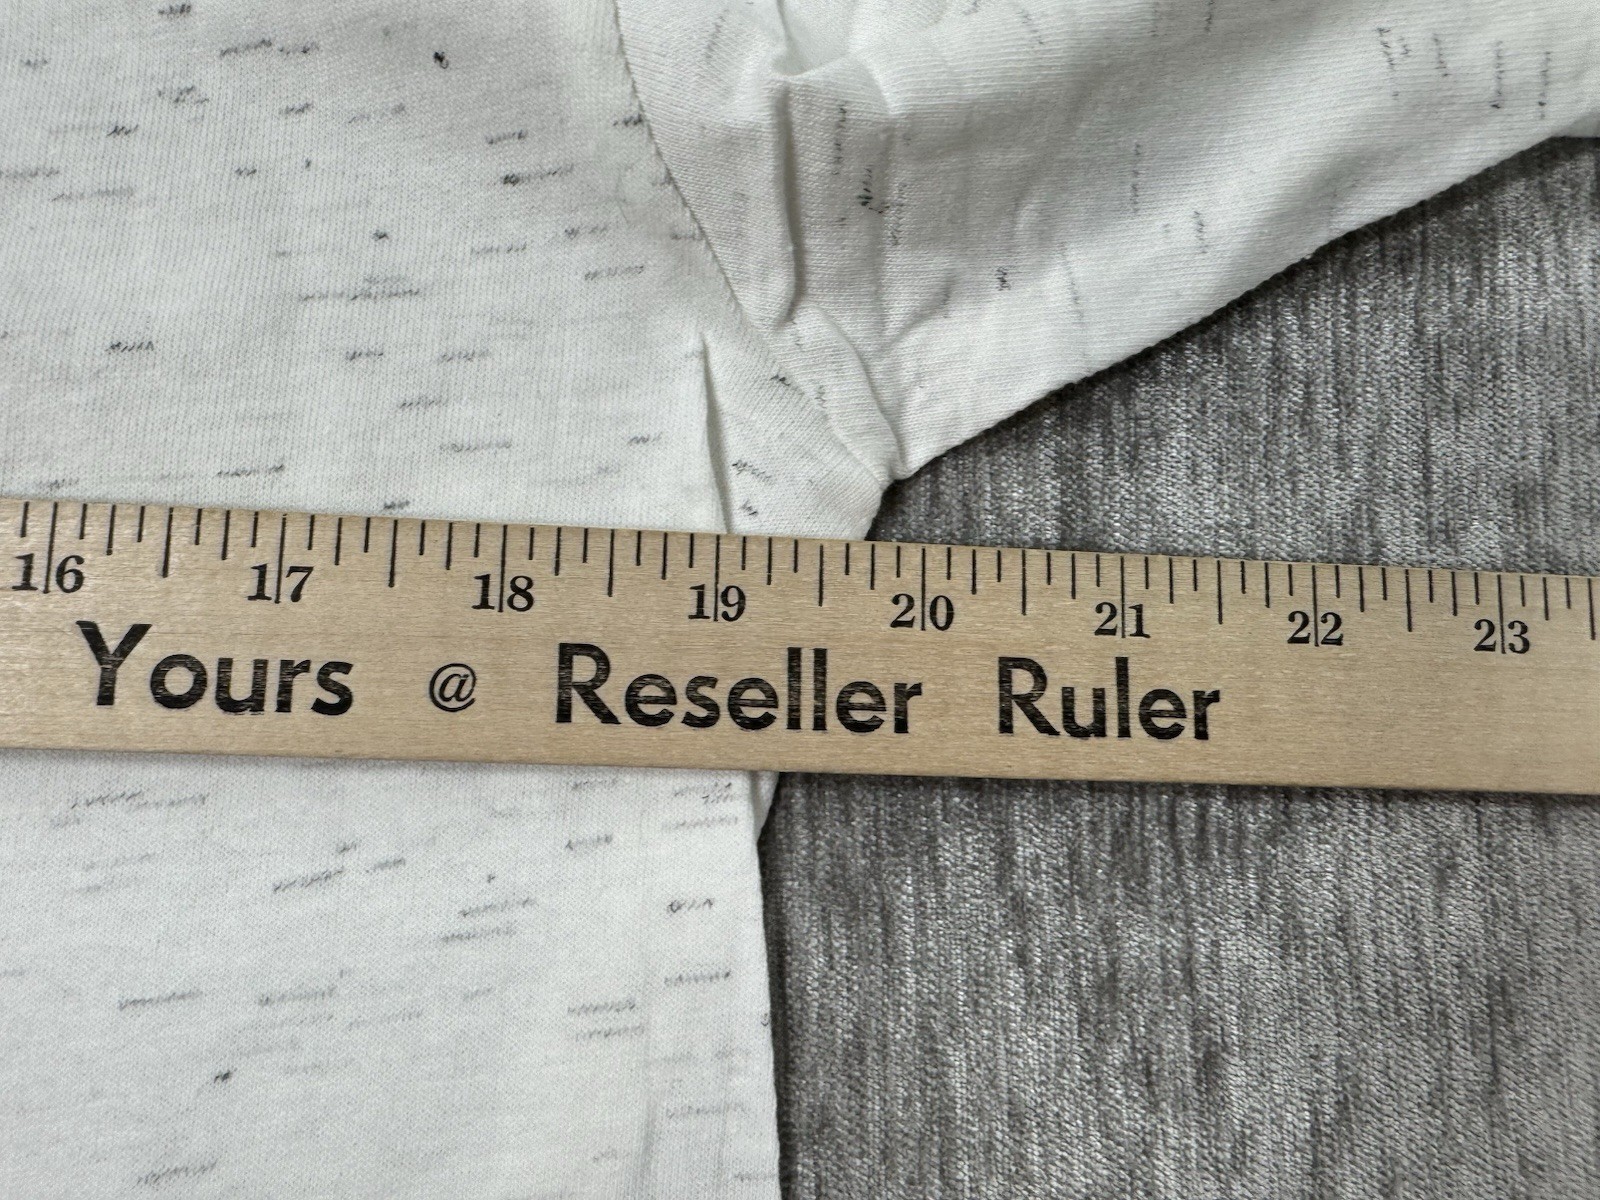 16 17 18 19 20 21 22 23
Yours @ Reseller Ruler